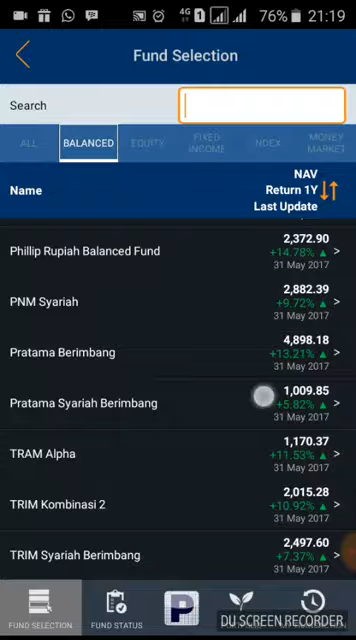 4G 1 76% 21:19
Fund Selection
Search
ALL BALANCED EQUITY FIXED INCOME INDEX MONEY MARKET
Name
NAV
Return 1Y
Last Update
2,372.90
Phillip Rupiah Balanced Fund +14.78% ▲ >
31 May 2017
2,882.39
PNM Syariah +9.72% ▲ >
31 May 2017
4,898.18
Pratama Berimbang +13.21% ▲ >
31 May 2017
1,009.85
Pratama Syariah Berimbang +5.82% ▲ >
31 May 2017
1,170.37
TRAM Alpha +11.53% ▲ >
31 May 2017
2,015.28
TRIM Kombinasi 2 +10.92% ▲ >
31 May 2017
2,497.60
TRIM Syariah Berimbang +7.37% ▲ >
31 May 2017
FUND SELECTION FUND STATUS
DU SCREEN RECORDER